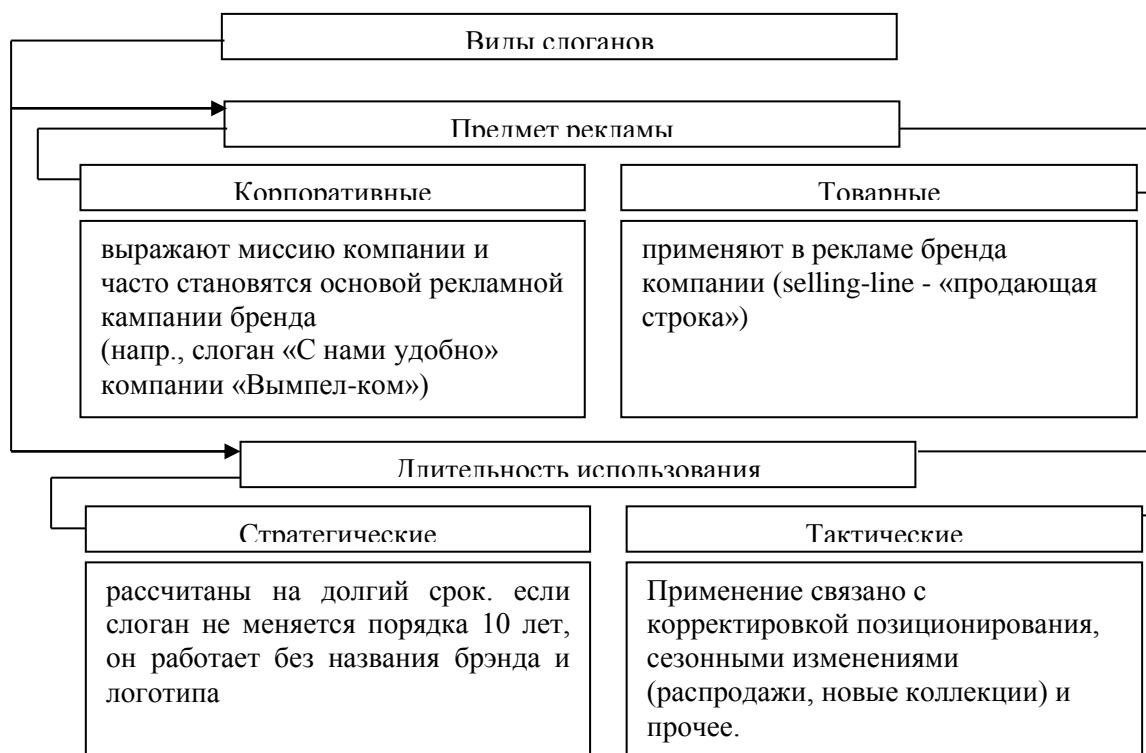 Виды слоганов
Предмет рекламы
Корпоративные
Товарные
выражают миссию компании и
часто становятся основой рекламной
кампании бренда
(напр., слоган «С нами удобно»
компании «Вымпел-ком»)
применяют в рекламе бренда
компании (selling-line - «продающая
строка»)
Длительность использования
Стратегические
Тактические
рассчитаны на долгий срок. если
слоган не меняется порядка 10 лет,
он работает без названия брэнда и
логотипа
Применение связано с
корректировкой позиционирования,
сезонными изменениями
(распродажи, новые коллекции) и
прочее.